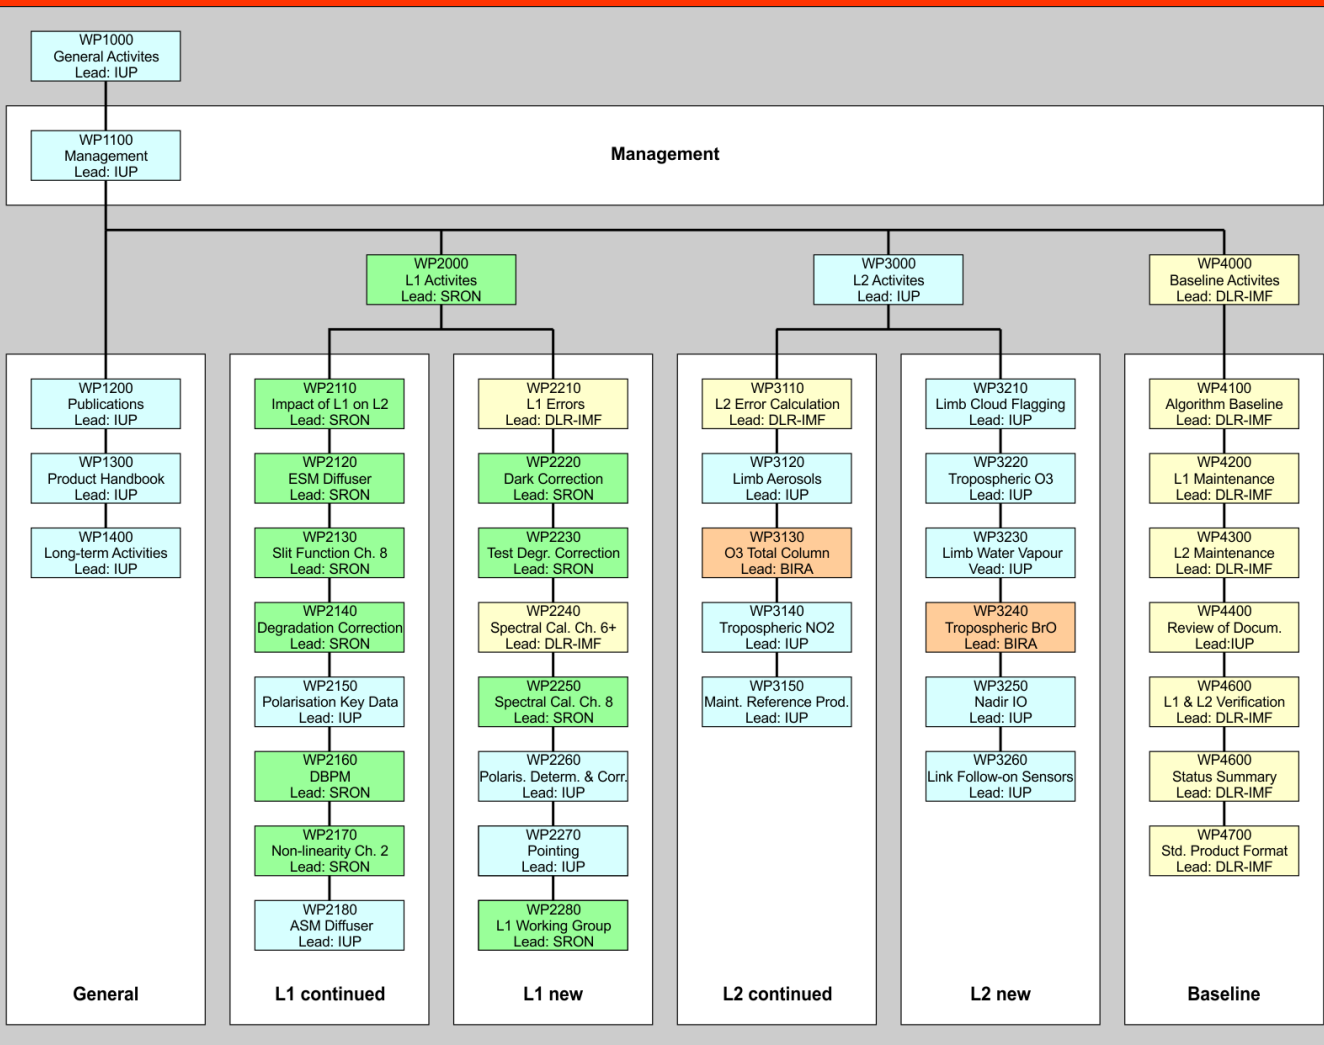 WP1000
General Activites
Lead: IUP
WP1100
Management
Lead: IUP
Management
WP2000
L1 Activites
Lead: SRON
WP3000
L2 Activites
Lead: IUP
WP4000
Baseline Activites
Lead: DLR-IMF
WP1200
Publications
Lead: IUP
WP1300
Product Handbook
Lead: IUP
WP1400
Long-term Activities
Lead: IUP
General
WP2110
Impact of L1 on L2
Lead: SRON
WP2120
ESM Diffuser
Lead: SRON
WP2130
Slit Function Ch. 8
Lead: SRON
WP2140
Degradation Correction
Lead: SRON
WP2150
Polarisation Key Data
Lead: IUP
WP2160
DBPM
Lead: SRON
WP2170
Non-linearity Ch. 2
Lead: SRON
WP2180
ASM Diffuser
Lead: IUP
L1 continued
WP2210
L1 Errors
Lead: DLR-IMF
WP2220
Dark Correction
Lead: SRON
WP2230
Test Degr. Correction
Lead: SRON
WP2240
Spectral Cal. Ch. 6+
Lead: DLR-IMF
WP2250
Spectral Cal. Ch. 8
Lead: SRON
WP2260
Polaris. Determ. & Corr.
Lead: IUP
WP2270
Pointing
Lead: IUP
WP2280
L1 Working Group
Lead: SRON
L1 new
WP3110
L2 Error Calculation
Lead: DLR-IMF
WP3120
Limb Aerosols
Lead: IUP
WP3130
O3 Total Column
Lead: BIRA
WP3140
Tropospheric NO2
Lead: IUP
WP3150
Maint. Reference Prod.
Lead: IUP
L2 continued
WP3210
Limb Cloud Flagging
Lead: IUP
WP3220
Tropospheric O3
Lead: IUP
WP3230
Limb Water Vapour
Vead: IUP
WP3240
Tropospheric BrO
Lead: BIRA
WP3250
Nadir IO
Lead: IUP
WP3260
Link Follow-on Sensors
Lead: IUP
L2 new
WP4100
Algorithm Baseline
Lead: DLR-IMF
WP4200
L1 Maintenance
Lead: DLR-IMF
WP4300
L2 Maintenance
Lead: DLR-IMF
WP4400
Review of Docum.
Lead:IUP
WP4600
L1 & L2 Verification
Lead: DLR-IMF
WP4600
Status Summary
Lead: DLR-IMF
WP4700
Std. Product Format
Lead: DLR-IMF
Baseline